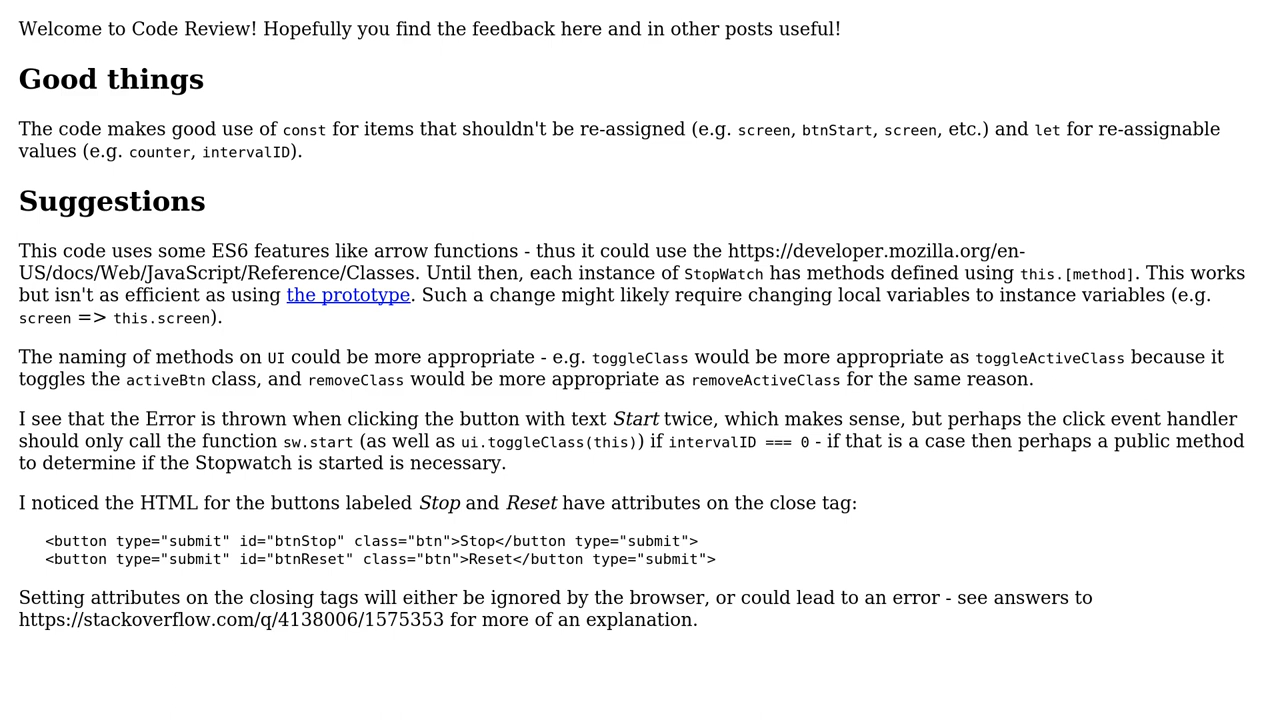 Welcome to Code Review! Hopefully you find the feedback here and in other posts useful!
Good things
The code makes good use of const for items that shouldn't be re-assigned (e.g. screen, btnStart, screen, etc.) and let for re-assignable
values (e.g. counter, intervalID).
Suggestions
This code uses some ES6 features like arrow functions - thus it could use the https://developer.mozilla.org/en-
US/docs/Web/JavaScript/Reference/Classes. Until then, each instance of StopWatch has methods defined using this.[method]. This works
but isn't as efficient as using the prototype. Such a change might likely require changing local variables to instance variables (e.g.
screen => this.screen).
The naming of methods on UI could be more appropriate - e.g. toggleClass would be more appropriate as toggleActiveClass because it
toggles the activeBtn class, and removeClass would be more appropriate as removeActiveClass for the same reason.
I see that the Error is thrown when clicking the button with text Start twice, which makes sense, but perhaps the click event handler
should only call the function sw.start (as well as ui.toggleClass(this)) if intervalID === 0 - if that is a case then perhaps a public method
to determine if the Stopwatch is started is necessary.
I noticed the HTML for the buttons labeled Stop and Reset have attributes on the close tag:
<button type="submit" id="btnStop" class="btn">Stop</button type="submit">
<button type="submit" id="btnReset" class="btn">Reset</button type="submit">
Setting attributes on the closing tags will either be ignored by the browser, or could lead to an error - see answers to
https://stackoverflow.com/q/4138006/1575353 for more of an explanation.